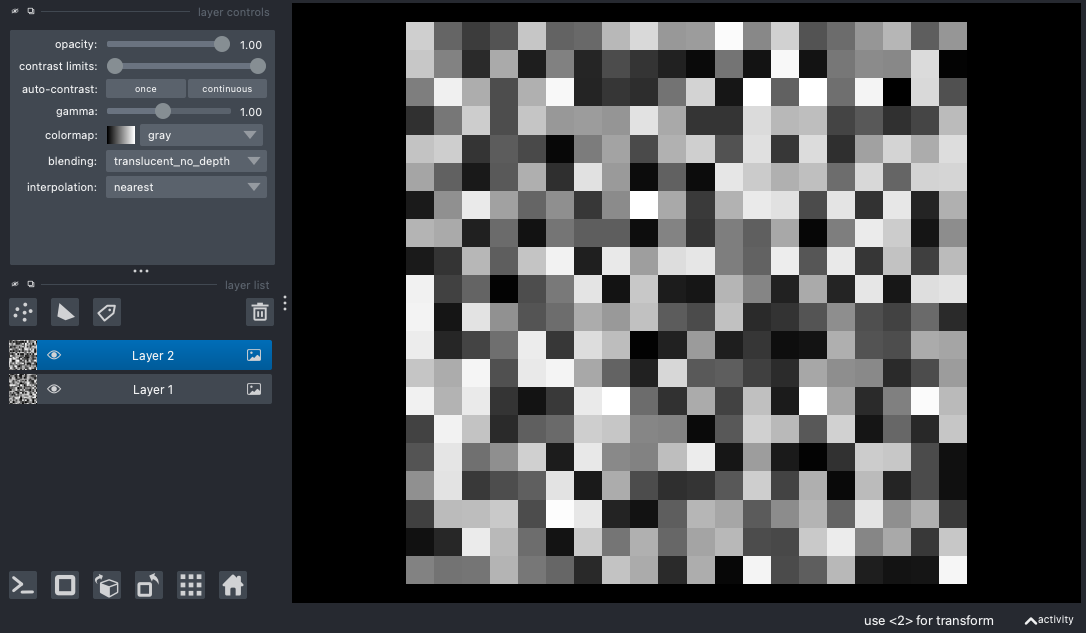 layer controls
opacity: 1.00
contrast limits:
auto-contrast: once continuous
gamma: 1.00
colormap: gray
blending: translucent_no_depth
interpolation: nearest
layer list
Layer 2
Layer 1
use <2> for transform activity